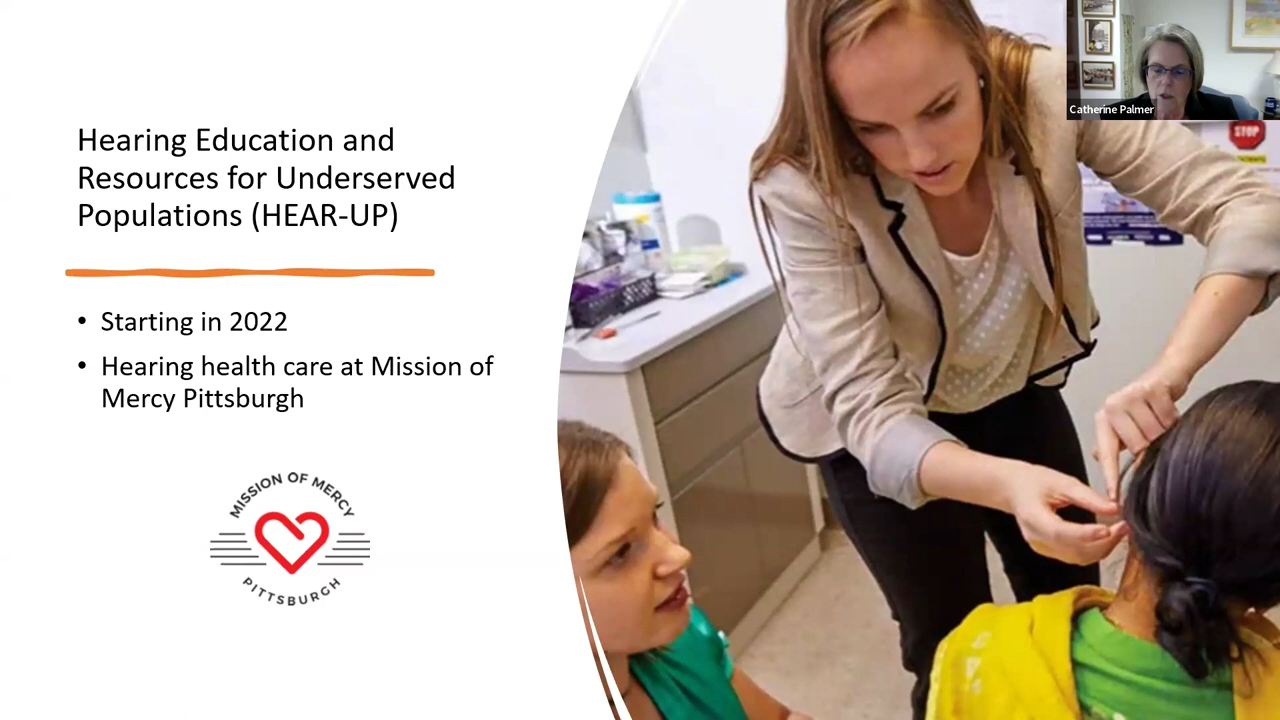 Hearing Education and
Resources for Underserved
Populations (HEAR-UP)
• Starting in 2022
• Hearing health care at Mission of
Mercy Pittsburgh
MISSION OF MERCY
PITTSBURGH
Catherine Palmer
STOP